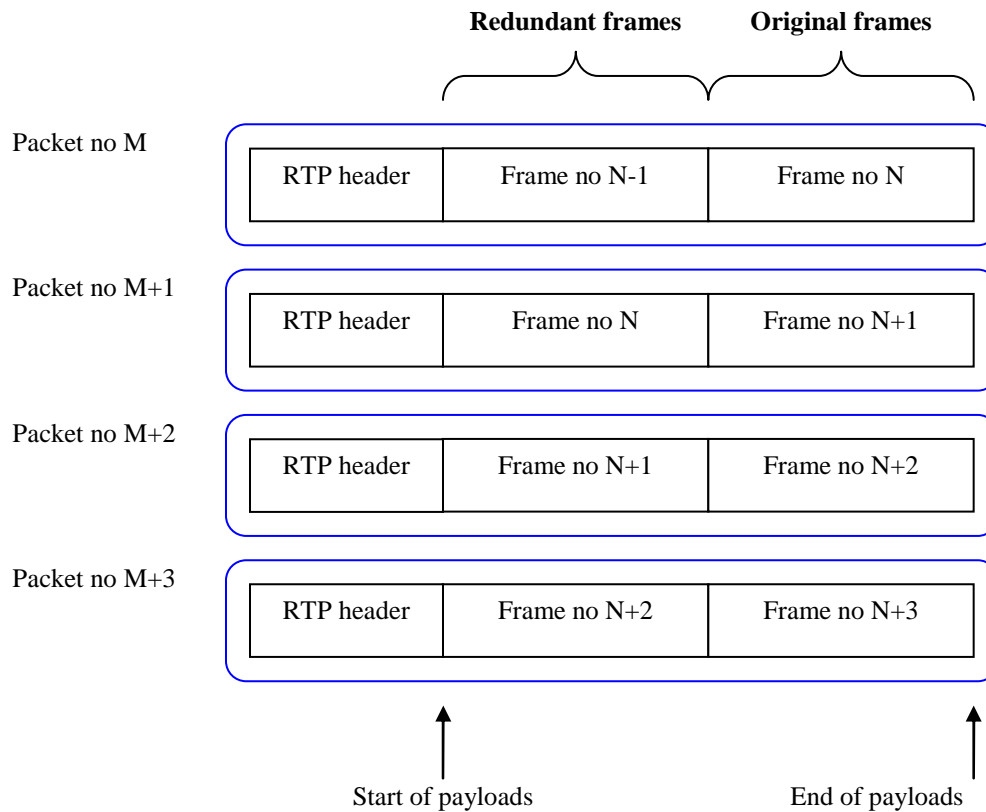 Redundant frames Original frames
Packet no M
RTP header Frame no N-1 Frame no N
Packet no M+1
RTP header Frame no N Frame no N+1
Packet no M+2
RTP header Frame no N+1 Frame no N+2
Packet no M+3
RTP header Frame no N+2 Frame no N+3
Start of payloads End of payloads